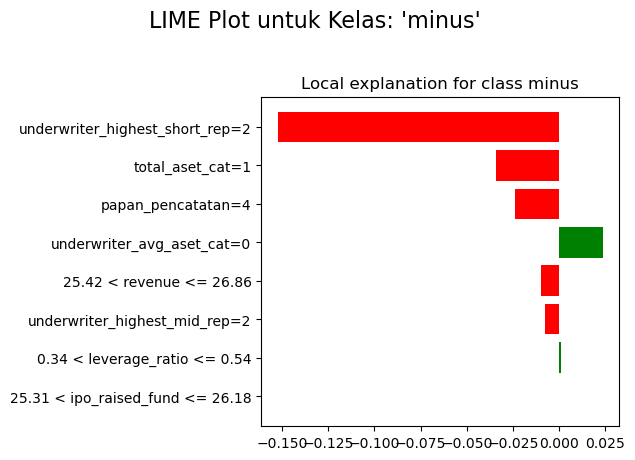 LIME Plot untuk Kelas: 'minus'
Local explanation for class minus
underwriter_highest_short_rep=2
total_aset_cat=1
papan_pencatatan=4
underwriter_avg_aset_cat=0
25.42 < revenue <= 26.86
underwriter_highest_mid_rep=2
0.34 < leverage_ratio <= 0.54
25.31 < ipo_raised_fund <= 26.18
−0.150 −0.125 −0.100 −0.075 −0.050 −0.025 0.000 0.025